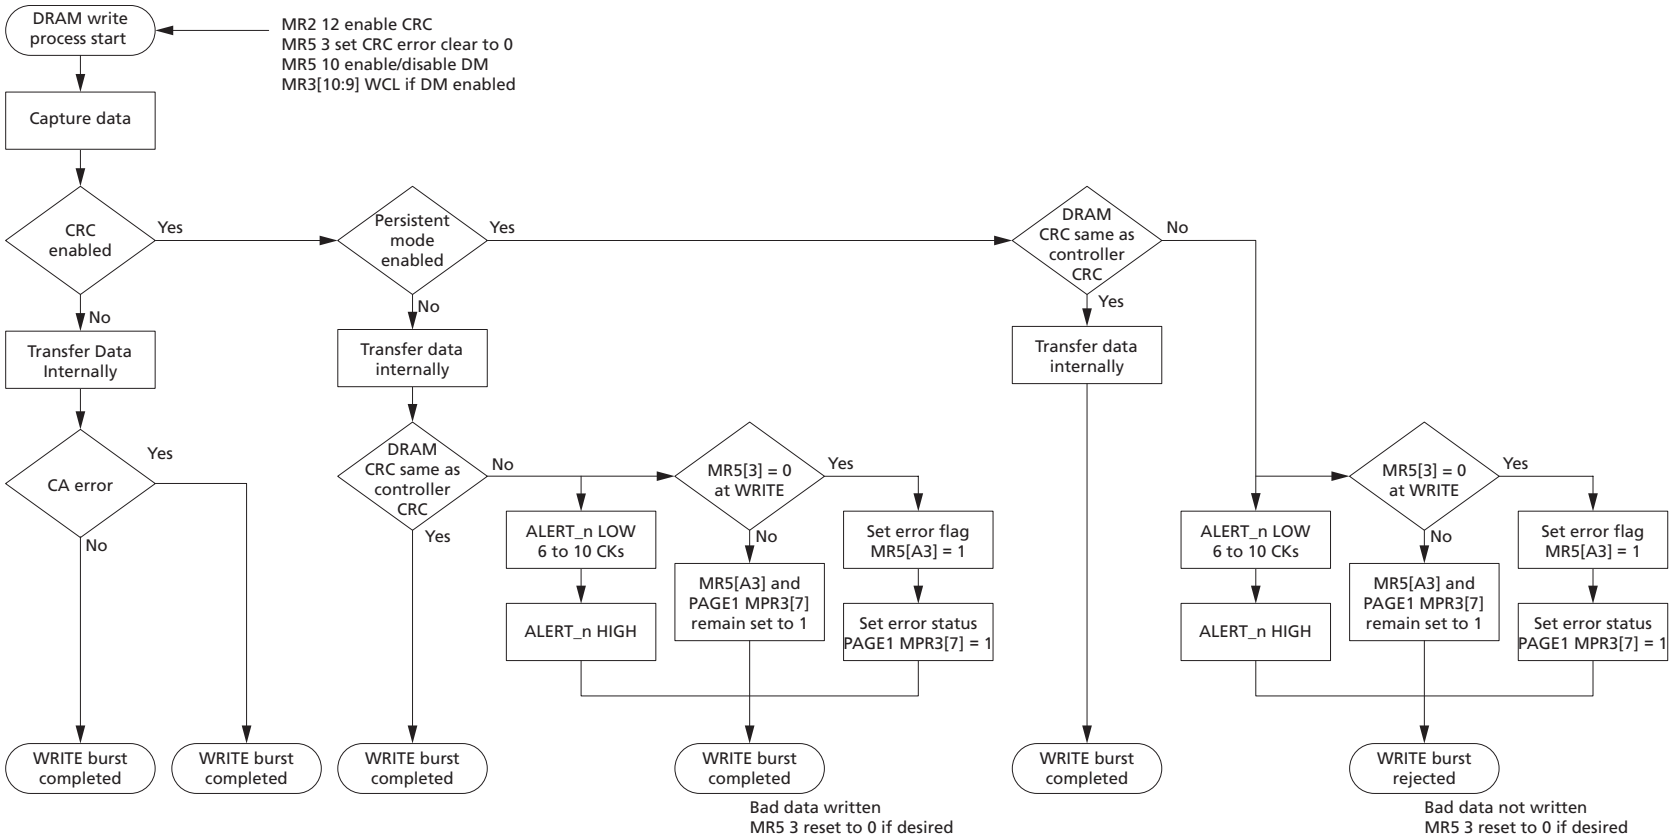 DRAM write
process start
MR2 12 enable CRC
MR5 3 set CRC error clear to 0
MR5 10 enable/disable DM
MR3[10:9] WCL if DM enabled
Capture data
CRC
enabled
Yes
Persistent
mode
enabled
Yes
DRAM
CRC same as
controller
CRC
No
No
No
Yes
Transfer Data
Internally
Transfer data
internally
Transfer data
internally
CA error
Yes
No
DRAM
CRC same as
controller
CRC
No
Yes
MR5[3] = 0
at WRITE
Yes
No
ALERT_n LOW
6 to 10 CKs
ALERT_n HIGH
MR5[A3] and
PAGE1 MPR3[7]
remain set to 1
Set error flag
MR5[A3] = 1
Set error status
PAGE1 MPR3[7] = 1
MR5[3] = 0
at WRITE
Yes
No
ALERT_n LOW
6 to 10 CKs
ALERT_n HIGH
MR5[A3] and
PAGE1 MPR3[7]
remain set to 1
Set error flag
MR5[A3] = 1
Set error status
PAGE1 MPR3[7] = 1
WRITE burst
completed
WRITE burst
completed
WRITE burst
completed
WRITE burst
completed
Bad data written
MR5 3 reset to 0 if desired
WRITE burst
completed
WRITE burst
rejected
Bad data not written
MR5 3 reset to 0 if desired